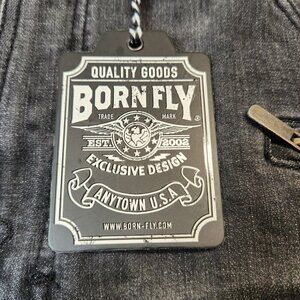 QUALITY GOODS
BORN FLY
TRADE MARK ®
EST. 2002
EXCLUSIVE DESIGN
ANYTOWN U.S.A
WWW.BORN-FLY.COM